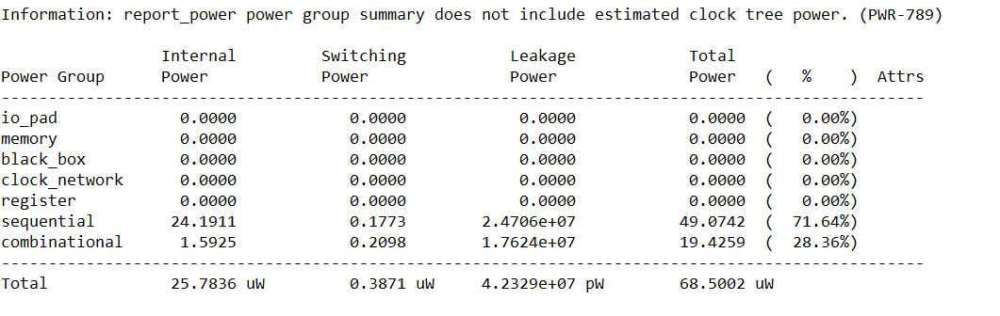 Information: report_power power group summary does not include estimated clock tree power. (PWR-789)
Internal Switching Leakage Total
Power Group Power Power Power Power ( % ) Attrs
--------------------------------------------------------------------------------------------------
io_pad 0.0000 0.0000 0.0000 0.0000 ( 0.00%)
memory 0.0000 0.0000 0.0000 0.0000 ( 0.00%)
black_box 0.0000 0.0000 0.0000 0.0000 ( 0.00%)
clock_network 0.0000 0.0000 0.0000 0.0000 ( 0.00%)
register 0.0000 0.0000 0.0000 0.0000 ( 0.00%)
sequential 24.1911 0.1773 2.4706e+07 49.0742 ( 71.64%)
combinational 1.5925 0.2098 1.7624e+07 19.4259 ( 28.36%)
--------------------------------------------------------------------------------------------------
Total 25.7836 uW 0.3871 uW 4.2329e+07 pW 68.5002 uW